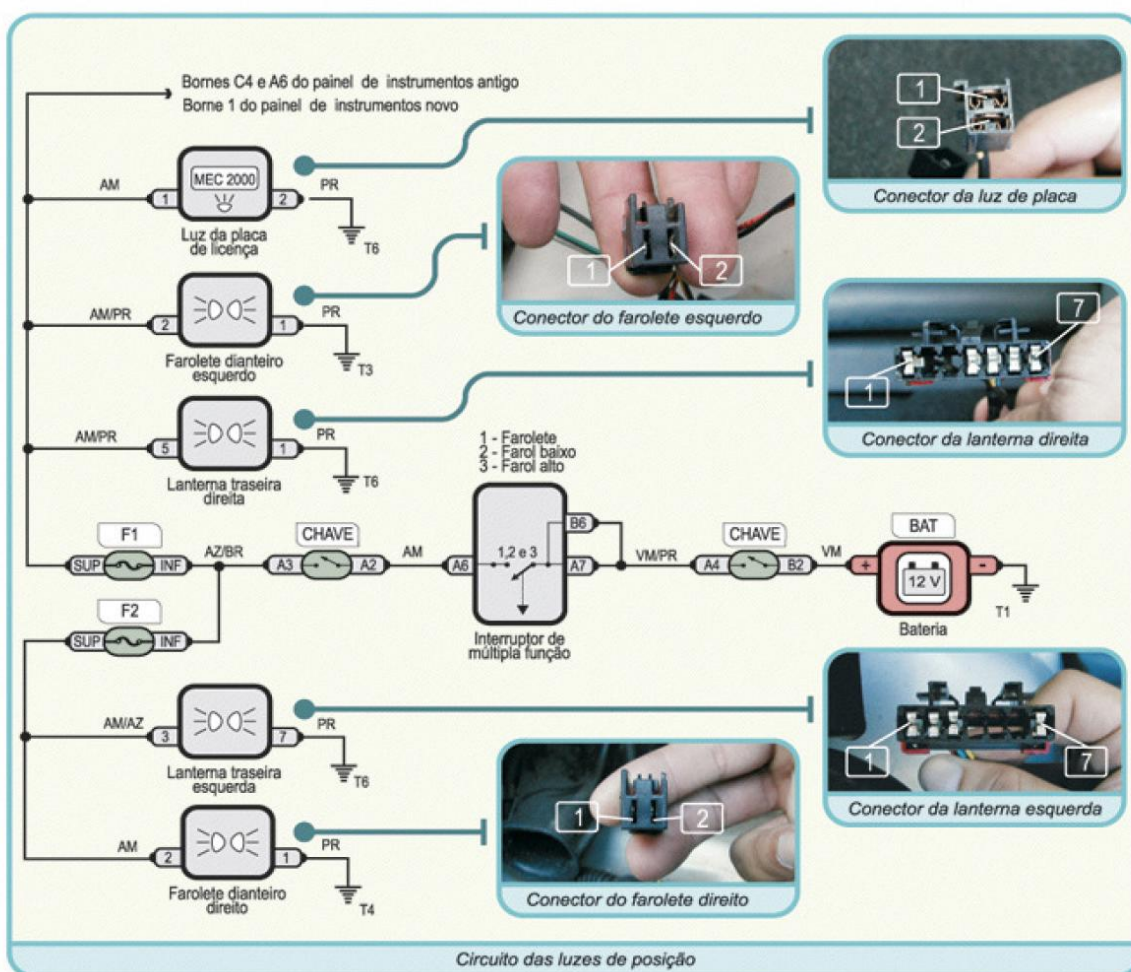 Bornes C4 e A6 do painel de instrumentos antigo
Borne 1 do painel de instrumentos novo
1
2
Conector da luz de placa
AM
1
MEC 2000
2
PR
T6
Luz da placa
de licença
1
2
Conector do farolete esquerdo
AM/PR
2
1
PR
T3
Farolete dianteiro
esquerdo
7
1
Conector da lanterna direita
AM/PR
5
1
PR
T6
Lanterna traseira
direita
1 - Farolete
2 - Farol baixo
3 - Farol alto
F1
SUP
INF
AZ/BR
CHAVE
A3
A2
AM
A6
1,2 e 3
B6
A7
Interruptor de
múltipla função
VM/PR
CHAVE
A4
B2
VM
BAT
+
12 V
-
T1
Bateria
F2
SUP
INF
AM/AZ
3
7
PR
T6
Lanterna traseira
esquerda
1
7
Conector da lanterna esquerda
AM
2
1
PR
T4
Farolete dianteiro
direito
1
2
Conector do farolete direito
Circuito das luzes de posição